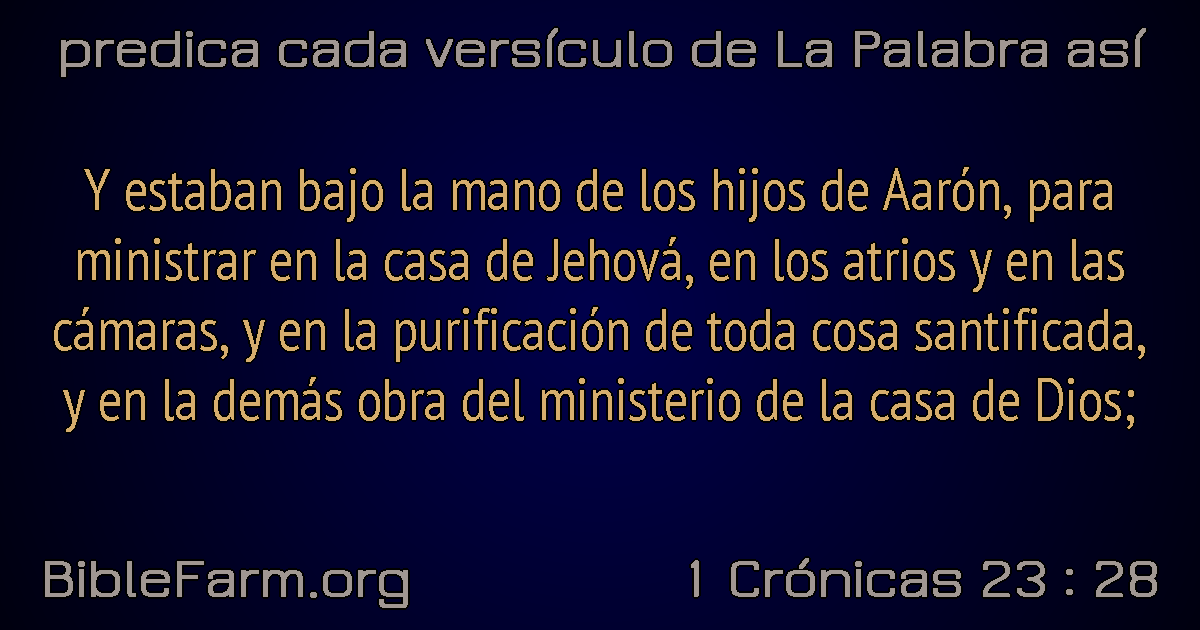 predica cada versículo de La Palabra así
Y estaban bajo la mano de los hijos de Aarón, para
ministrar en la casa de Jehová, en los atrios y en las
cámaras, y en la purificación de toda cosa santificada,
y en la demás obra del ministerio de la casa de Dios;
BibleFarm.org
1 Crónicas 23 : 28